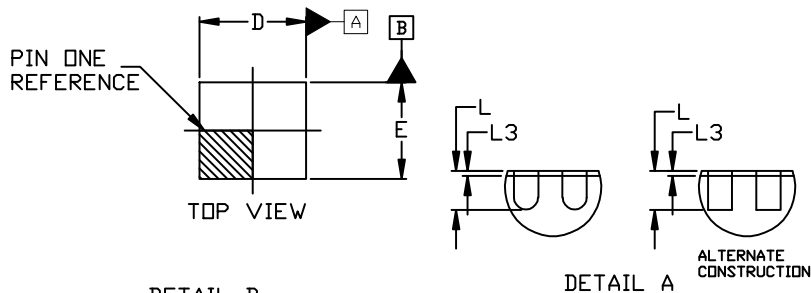 D
A
B
PIN ONE
REFERENCE
E
TOP VIEW
L
L3
L
L3
ALTERNATE
CONSTRUCTION
DETAIL A
DETAIL B